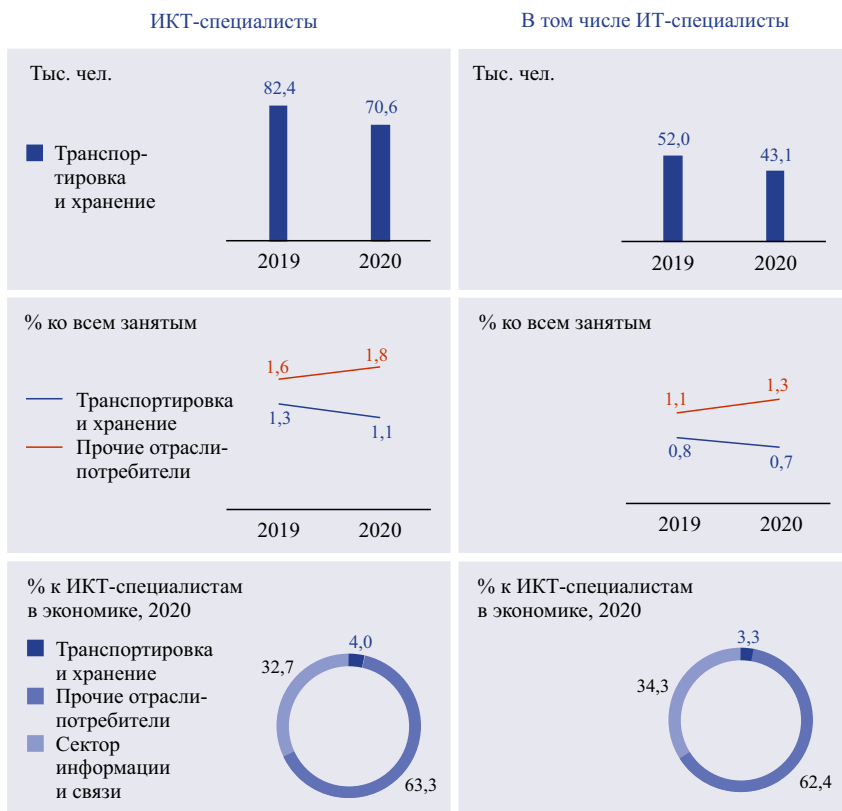 ИКТ-специалисты
В том числе ИТ-специалисты
Тыс. чел.
82,4
70,6
Транспор-
тировка
и хранение
2019
2020
Тыс. чел.
52,0
43,1
2019
2020
% ко всем занятым
1,6
1,8
Транспортировка
и хранение
1,3
1,1
Прочие отрасли-
потребители
2019
2020
% ко всем занятым
1,1
1,3
0,8
0,7
2019
2020
% к ИКТ-специалистам
в экономике, 2020
Транспортировка
и хранение
Прочие отрасли-
потребители
Сектор
информации
и связи
4,0
32,7
63,3
% к ИКТ-специалистам
в экономике, 2020
3,3
34,3
62,4